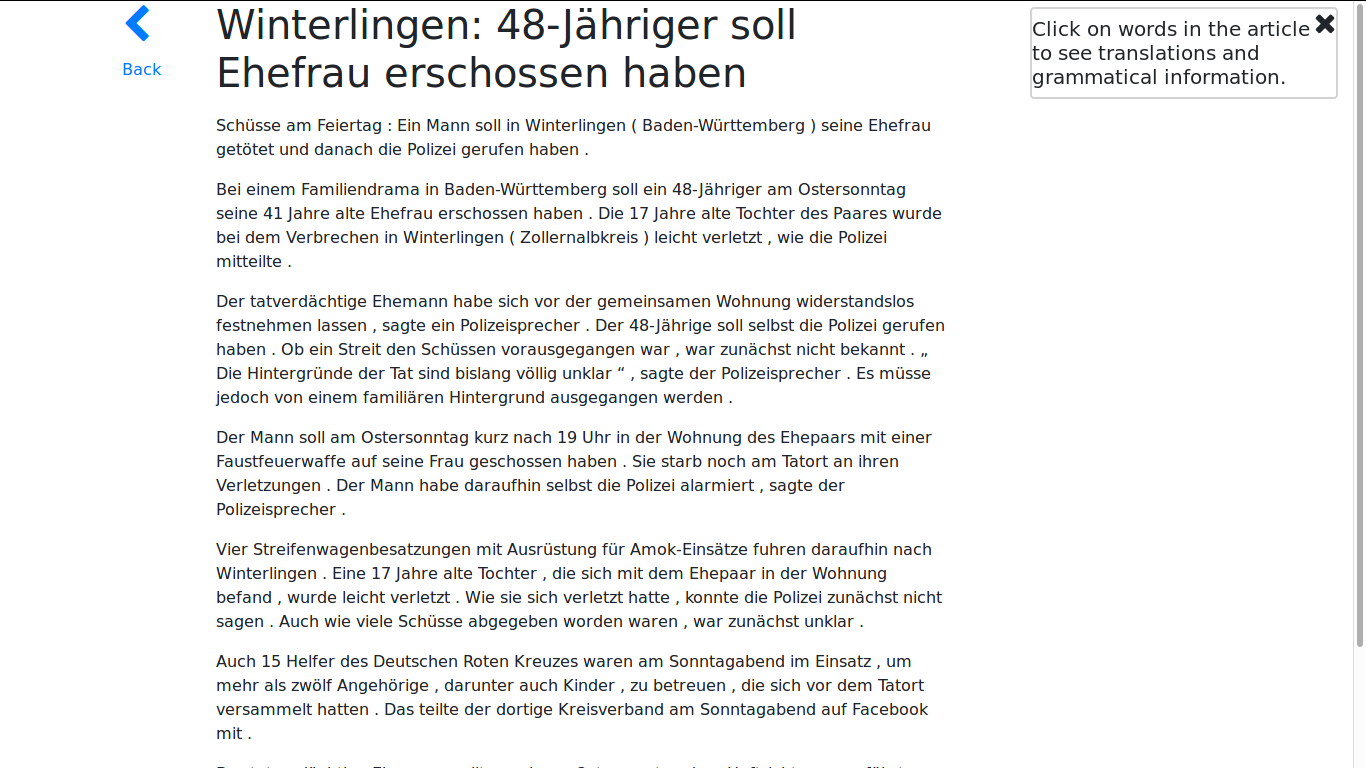 Winterlingen: 48-Jähriger soll
Ehefrau erschossen haben
Back
Click on words in the article
to see translations and
grammatical information.
Schüsse am Feiertag : Ein Mann soll in Winterlingen ( Baden-Württemberg ) seine Ehefrau
getötet und danach die Polizei gerufen haben .
Bei einem Familiendrama in Baden-Württemberg soll ein 48-Jähriger am Ostersonntag
seine 41 Jahre alte Ehefrau erschossen haben . Die 17 Jahre alte Tochter des Paares wurde
bei dem Verbrechen in Winterlingen ( Zollernalbkreis ) leicht verletzt , wie die Polizei
mitteilte .
Der tatverdächtige Ehemann habe sich vor der gemeinsamen Wohnung widerstandslos
festnehmen lassen , sagte ein Polizeisprecher . Der 48-Jährige soll selbst die Polizei gerufen
haben . Ob ein Streit den Schüssen vorausgegangen war , war zunächst nicht bekannt . „
Die Hintergründe der Tat sind bislang völlig unklar “ , sagte der Polizeisprecher . Es müsse
jedoch von einem familiären Hintergrund ausgegangen werden .
Der Mann soll am Ostersonntag kurz nach 19 Uhr in der Wohnung des Ehepaars mit einer
Faustfeuerwaffe auf seine Frau geschossen haben . Sie starb noch am Tatort an ihren
Verletzungen . Der Mann habe daraufhin selbst die Polizei alarmiert , sagte der
Polizeisprecher .
Vier Streifenwagenbesatzungen mit Ausrüstung für Amok-Einsätze fuhren daraufhin nach
Winterlingen . Eine 17 Jahre alte Tochter , die sich mit dem Ehepaar in der Wohnung
befand , wurde leicht verletzt . Wie sie sich verletzt hatte , konnte die Polizei zunächst nicht
sagen . Auch wie viele Schüsse abgegeben worden waren , war zunächst unklar .
Auch 15 Helfer des Deutschen Roten Kreuzes waren am Sonntagabend im Einsatz , um
mehr als zwölf Angehörige , darunter auch Kinder , zu betreuen , die sich vor dem Tatort
versammelt hatten . Das teilte der dortige Kreisverband am Sonntagabend auf Facebook
mit .